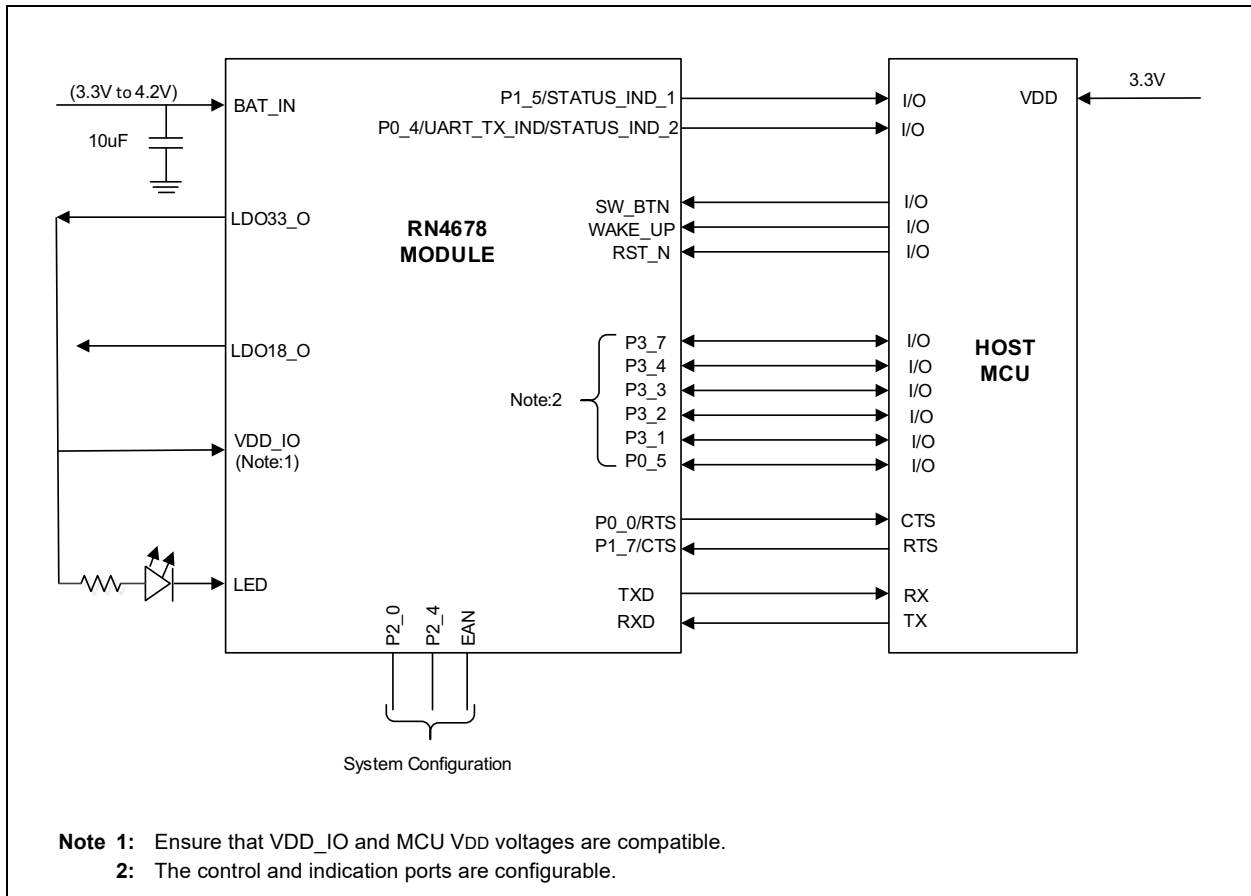 (3.3V to 4.2V)
10uF
BAT_IN
LDO33_O
LDO18_O
VDD_IO
(Note:1)
LED
RN4678
MODULE
P1_5/STATUS_IND_1
P0_4/UART_TX_IND/STATUS_IND_2
SW_BTN
WAKE_UP
RST_N
Note:2
P3_7
P3_4
P3_3
P3_2
P3_1
P0_5
P0_0/RTS
P1_7/CTS
TXD
RXD
P2_0
P2_4
EAN
System Configuration
I/O
I/O
I/O
I/O
I/O
I/O
I/O
I/O
I/O
I/O
I/O
CTS
RTS
RX
TX
HOST
MCU
VDD
3.3V
Note 1: Ensure that VDD_IO and MCU VDD voltages are compatible.
2: The control and indication ports are configurable.